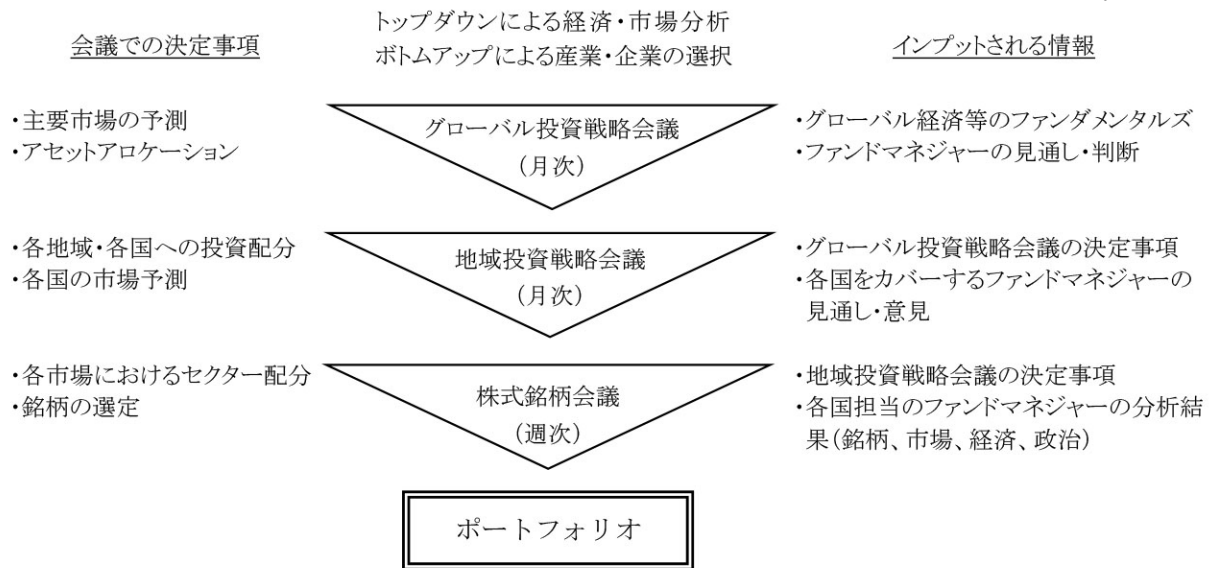 トップダウンによる経済・市場分析
ボトムアップによる産業・企業の選択
会議での決定事項
インプットされる情報
・主要市場の予測
・アセットアロケーション
グローバル投資戦略会議
(月次)
・グローバル経済等のファンダメンタルズ
・ファンドマネジャーの見通し・判断
・各地域・各国への投資配分
・各国の市場予測
地域投資戦略会議
(月次)
・グローバル投資戦略会議の決定事項
・各国をカバーするファンドマネジャーの
見通し・意見
・各市場におけるセクター配分
・銘柄の選定
株式銘柄会議
(週次)
・地域投資戦略会議の決定事項
・各国担当のファンドマネジャーの分析結
果(銘柄、市場、経済、政治)
ポートフォリオ